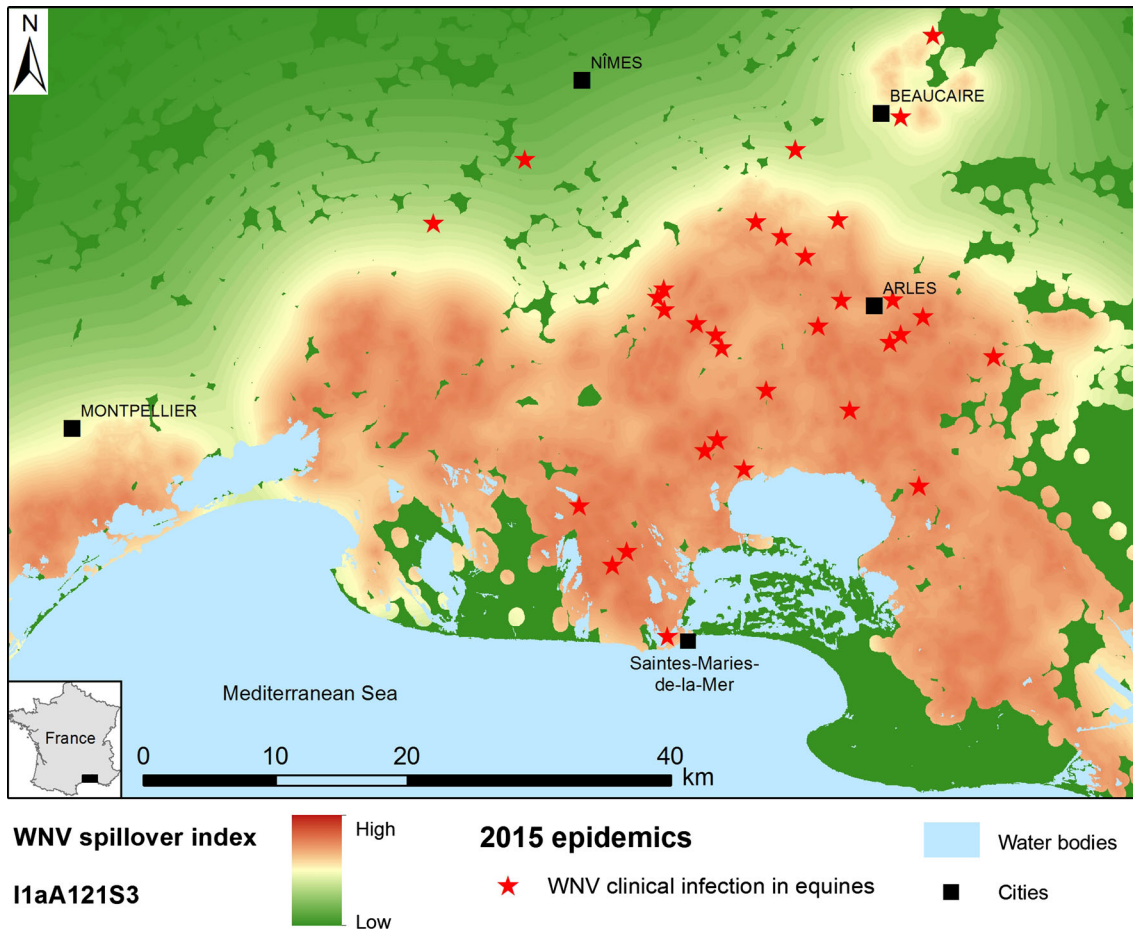 N
NÎMES
BEAUCAIRE
ARLES
MONTPELLIER
Saintes-Maries-
de-la-Mer
Mediterranean Sea
France
0 10 20 40
km
WNV spillover index
I1aA121S3
High
Low
2015 epidemics
WNV clinical infection in equines
Water bodies
Cities